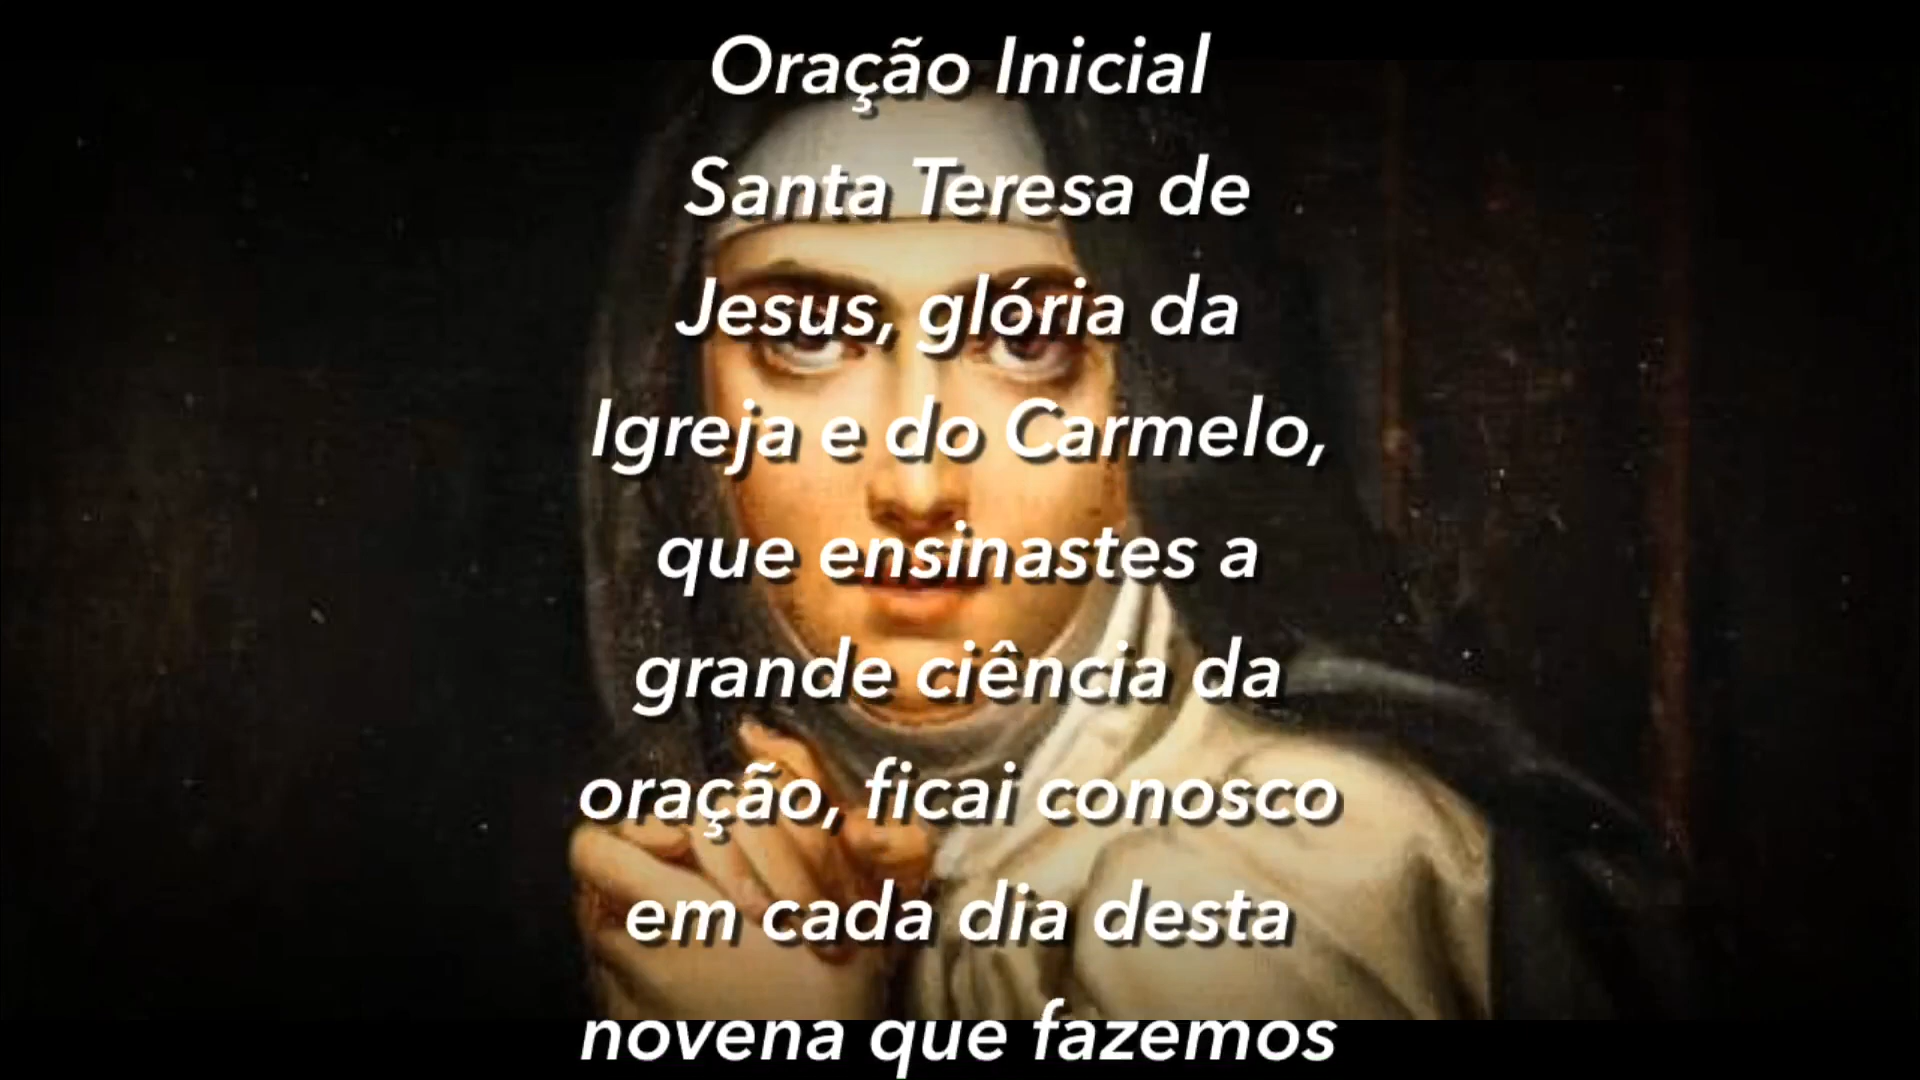 Oração Inicial
Santa Teresa de
Jesus, glória da
Igreja e do Carmelo,
que ensinastes a
grande ciência da
oração, ficai conosco
em cada dia desta
novena que fazemos